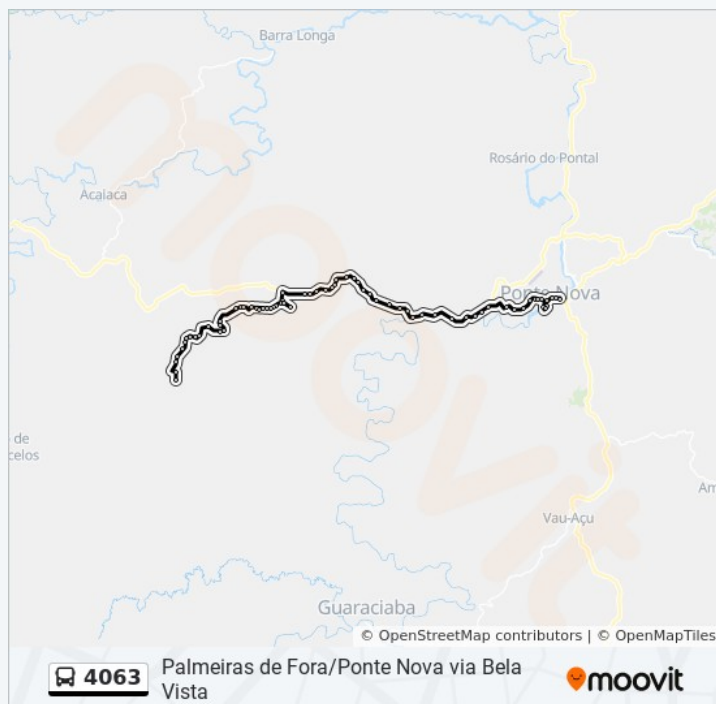 Barra Longa
Rosário do Pontal
Acaiaca
Ponte Nova
o de
celos
Am
Vau-Açu
Guaraciaba
moovit
© OpenStreetMap contributors | © OpenMapTiles
4063
Palmeiras de Fora/Ponte Nova via Bela
Vista
moovit